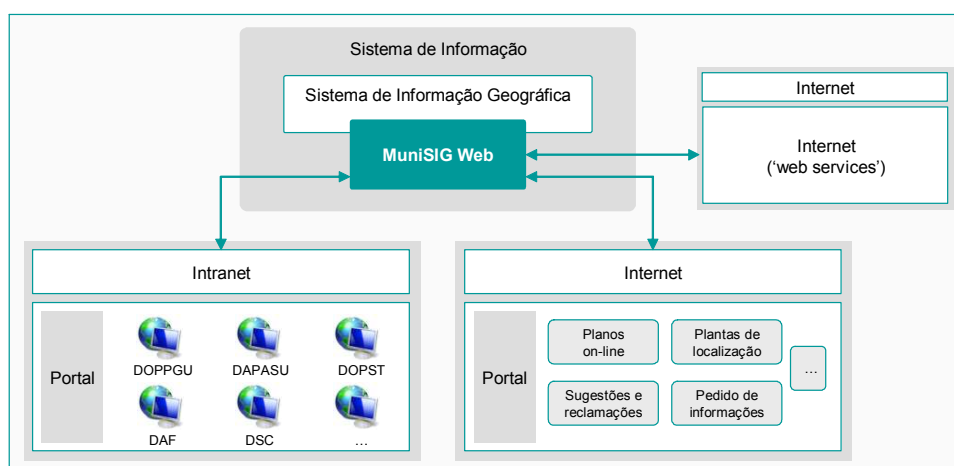 Sistema de Informação
Sistema de Informação Geográfica
MuniSIG Web
Internet
Internet
(‘web services’)
Intranet
Portal
DOPPGU
DAPASU
DOPST
DAF
DSC
...
Internet
Portal
Planos
on-line
Plantas de
localização
Sugestões e
reclamações
Pedido de
informações
...